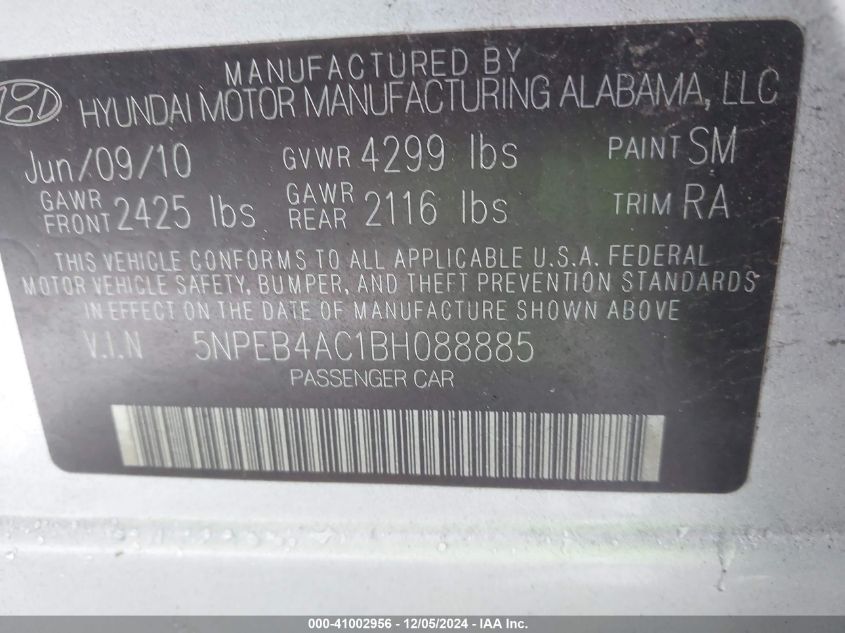 MANUFACTURED BY
HYUNDAI MOTOR MANUFACTURING ALABAMA, LLC
Jun/09/10 GVWR 4299 lbs PAINT SM
GAWR FRONT 2425 lbs GAWR REAR 2116 lbs TRIM RA
THIS VEHICLE CONFORMS TO ALL APPLICABLE U.S.A. FEDERAL
MOTOR VEHICLE SAFETY, BUMPER, AND THEFT PREVENTION STANDARDS
IN EFFECT ON THE DATE OF MANUFACTURE SHOWN ABOVE
V.I.N 5NPEB4AC1BH088885
PASSENGER CAR
000-41002956 - 12/05/2024 - IAA Inc.